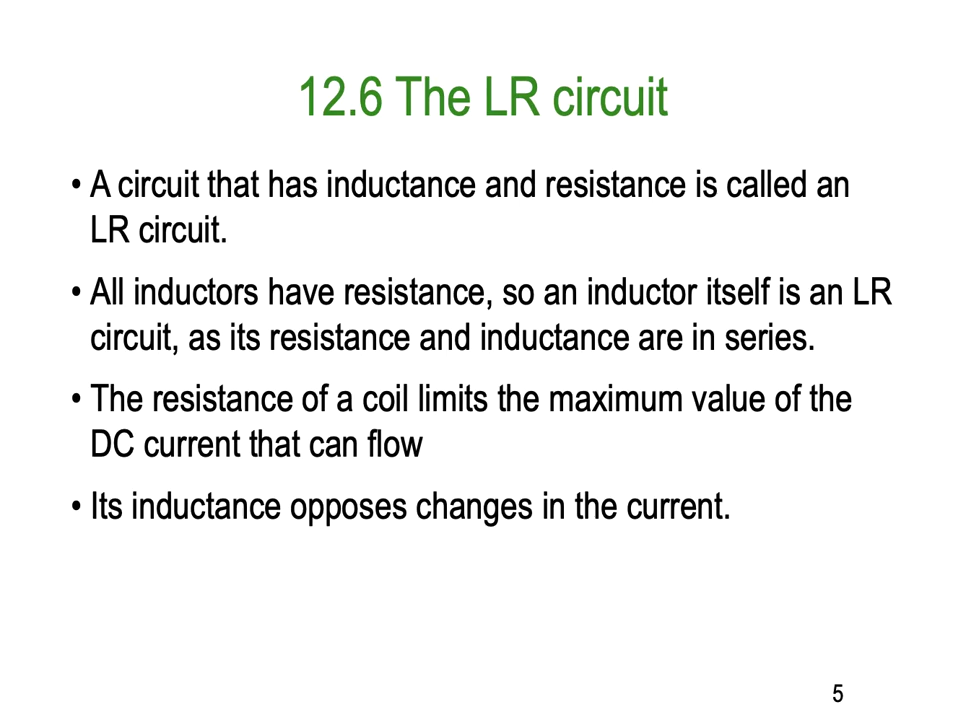 12.6 The LR circuit
• A circuit that has inductance and resistance is called an
LR circuit.
• All inductors have resistance, so an inductor itself is an LR
circuit, as its resistance and inductance are in series.
• The resistance of a coil limits the maximum value of the
DC current that can flow
• Its inductance opposes changes in the current.
5